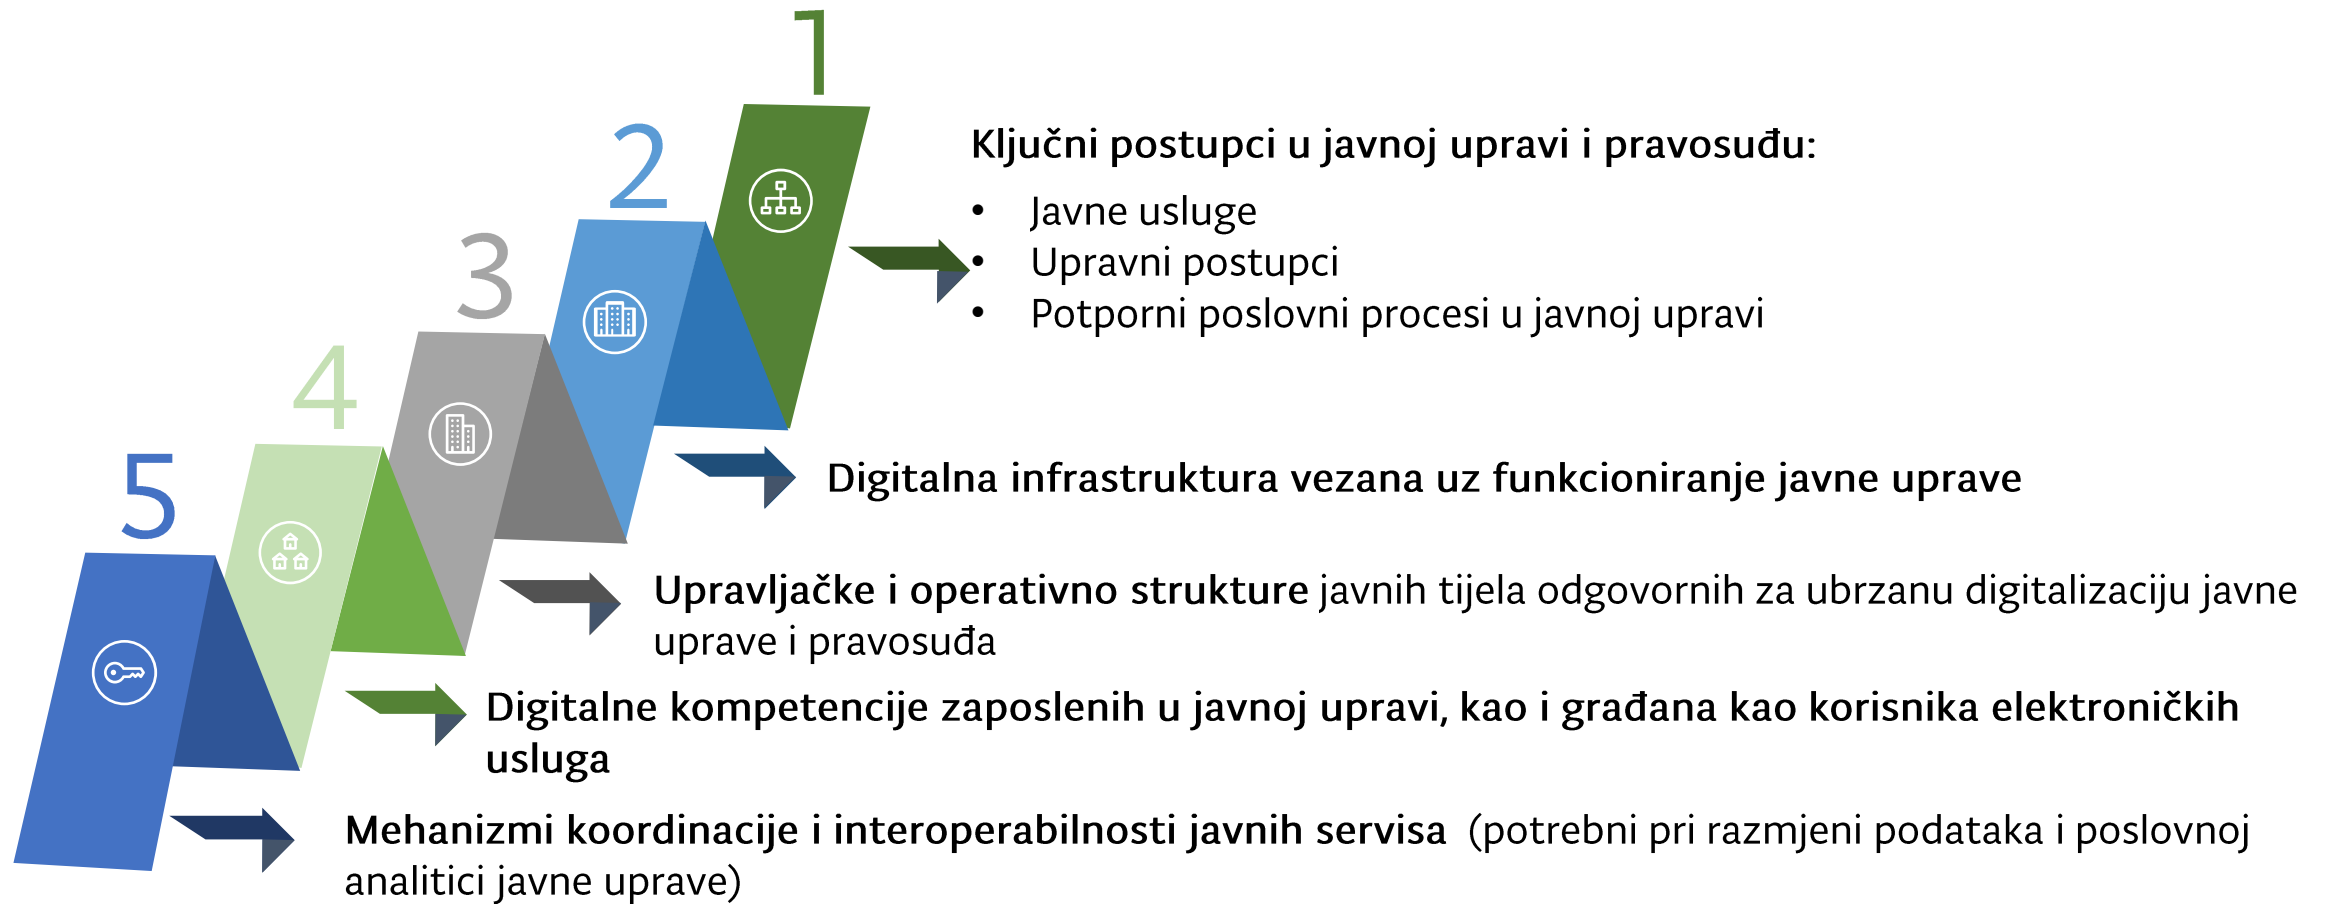 1
Ključni postupci u javnoj upravi i pravosuđu:
• Javne usluge
• Upravni postupci
• Potporni poslovni procesi u javnoj upravi
2
Digitalna infrastruktura vezana uz funkcioniranje javne uprave
3
Upravljačke i operativno strukture javnih tijela odgovornih za ubrzanu digitalizaciju javne
uprave i pravosuđa
4
Digitalne kompetencije zaposlenih u javnoj upravi, kao i građana kao korisnika elektroničkih
usluga
5
Mehanizmi koordinacije i interoperabilnosti javnih servisa (potrebni pri razmjeni podataka i poslovnoj
analitici javne uprave)